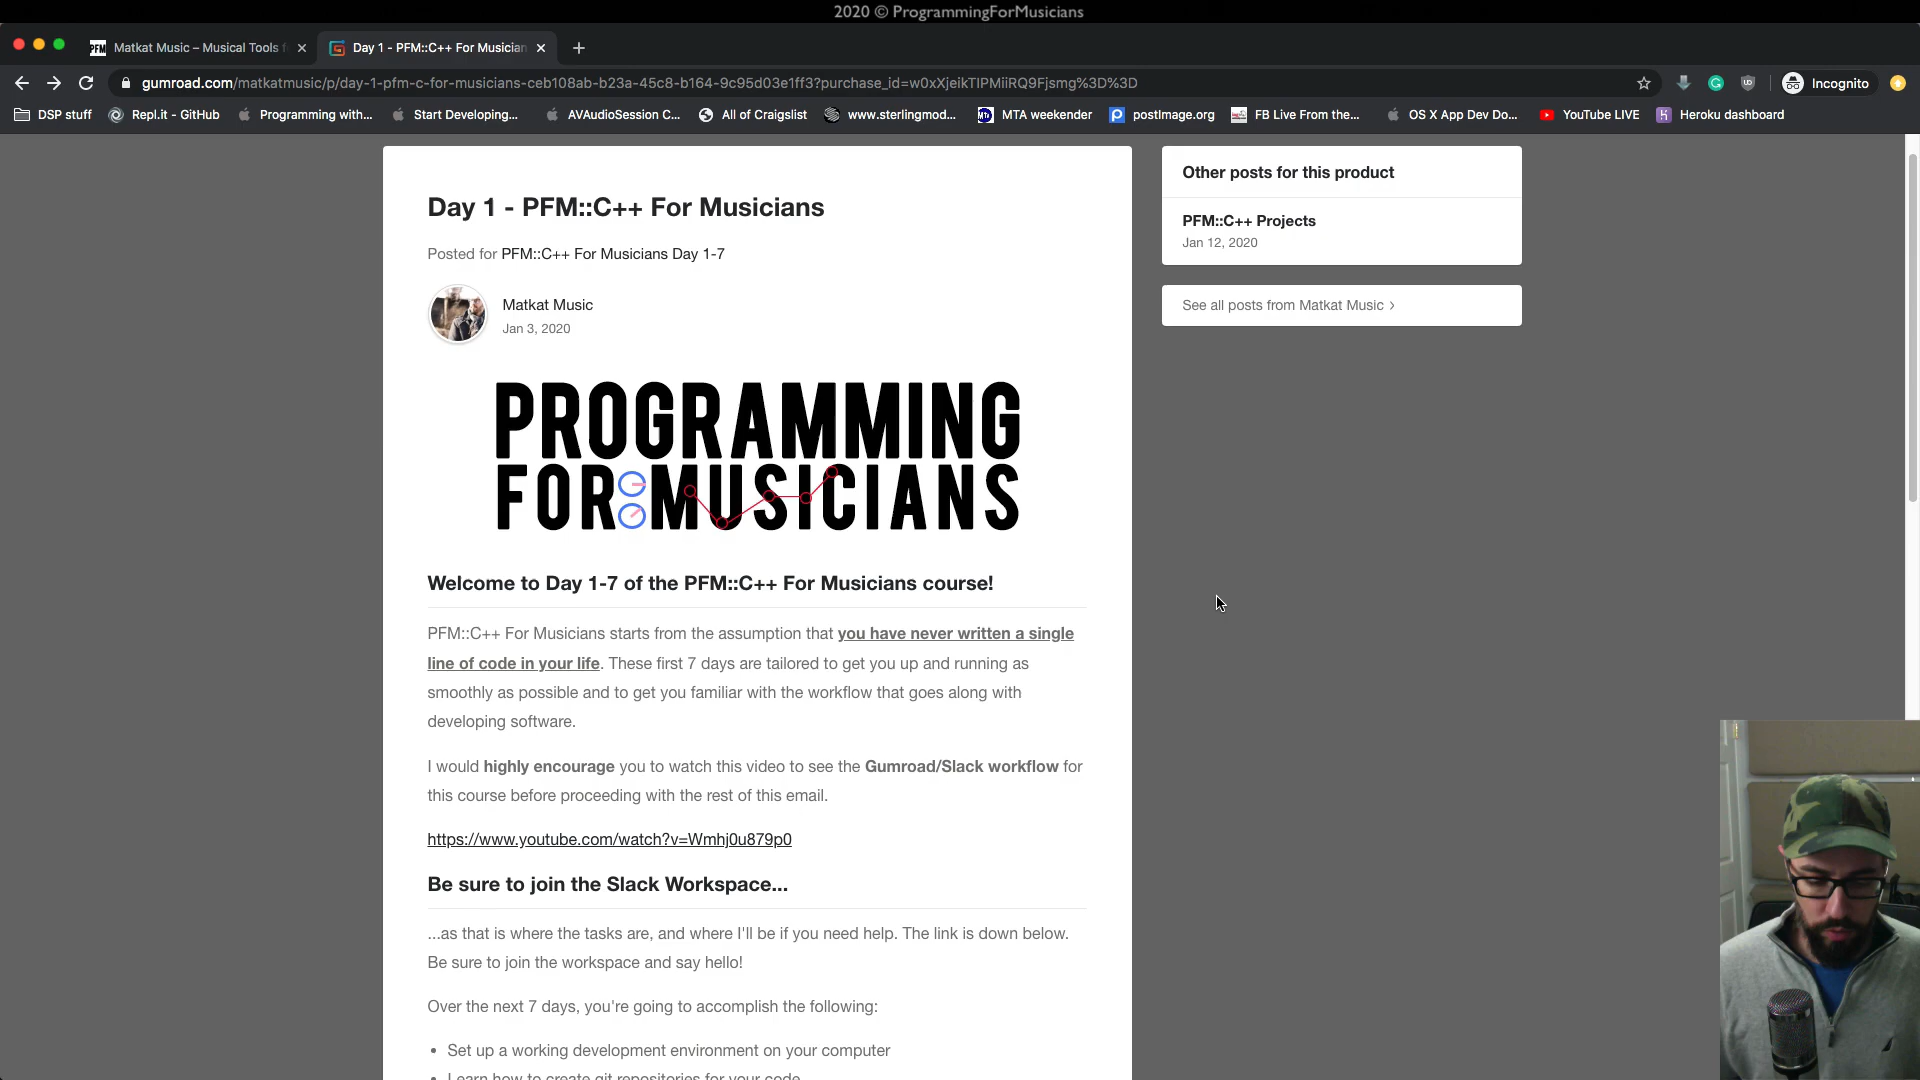 2020 © ProgrammingForMusicians
Matkat Music – Musical Tools f
Day 1 - PFM::C++ For Musician
gumroad.com/matkatmusic/p/day-1-pfm-c-for-musicians-ceb108ab-b23a-45c8-b164-9c95d03e1ff3?purchase_id=w0xXjeikTIPMiiRQ9Fjsmg%3D%3D
Incognito
DSP stuff
Repl.it - GitHub
Programming with...
Start Developing...
AVAudioSession C...
All of Craigslist
www.sterlingmod...
MTA weekender
postImage.org
FB Live From the...
OS X App Dev Do...
YouTube LIVE
Heroku dashboard
Day 1 - PFM::C++ For Musicians
Posted for PFM::C++ For Musicians Day 1-7
Matkat Music
Jan 3, 2020
PROGRAMMING
FOR MUSICIANS
Welcome to Day 1-7 of the PFM::C++ For Musicians course!
PFM::C++ For Musicians starts from the assumption that you have never written a single
line of code in your life. These first 7 days are tailored to get you up and running as
smoothly as possible and to get you familiar with the workflow that goes along with
developing software.
I would highly encourage you to watch this video to see the Gumroad/Slack workflow for
this course before proceeding with the rest of this email.
https://www.youtube.com/watch?v=Wmhj0u879p0
Be sure to join the Slack Workspace...
...as that is where the tasks are, and where I'll be if you need help. The link is down below.
Be sure to join the workspace and say hello!
Over the next 7 days, you're going to accomplish the following:
• Set up a working development environment on your computer
• Learn how to create git repositories for your code
Other posts for this product
PFM::C++ Projects
Jan 12, 2020
See all posts from Matkat Music ›